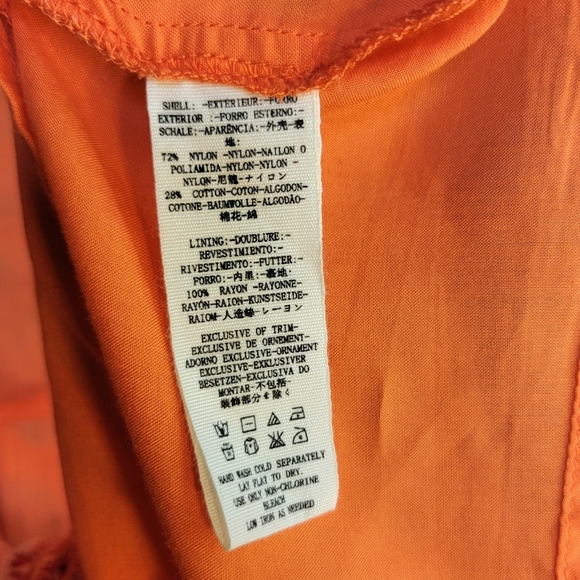 SHELL: -EXTÉRIEUR:-FORRO
EXTERIOR :-FORRO ESTERNO:-
SCHALE:-APARÊNCIA:-外壳-表
地:
72% NYLON -NYLON-NAILON O
POLIAMIDA-NYLON-NYLON -
NYLON-尼龍-ナイロン
28% COTTON-COTON-ALGODON-
COTONE-BAUMWOLLE-ALGODÃO-
棉花-綿
LINING:-DOUBLURE:-
REVESTIMIENTO:-
RIVESTIMENTO:-FUTTER:-
FORRO:-内里:-裏地:
100% RAYON -RAYONNE-
RAYÓN-RAION-KUNSTSEIDE-
RAIOM-人造絲-レーヨン
EXCLUSIVE OF TRIM-
EXCLUSIVE DE ORNEMENT-
ADORNO EXCLUSIVE-ORNAMENT
EXCLUSIVE-EXKLUSIVER
BESETZEN-EXCLUSIVA DO
MONTAR-不包括-
装飾部分を除く
HAND WASH COLD SEPARATELY
LAY FLAT TO DRY.
USE ONLY NON-CHLORINE
BLEACH
LOW IRON AS NEEDED